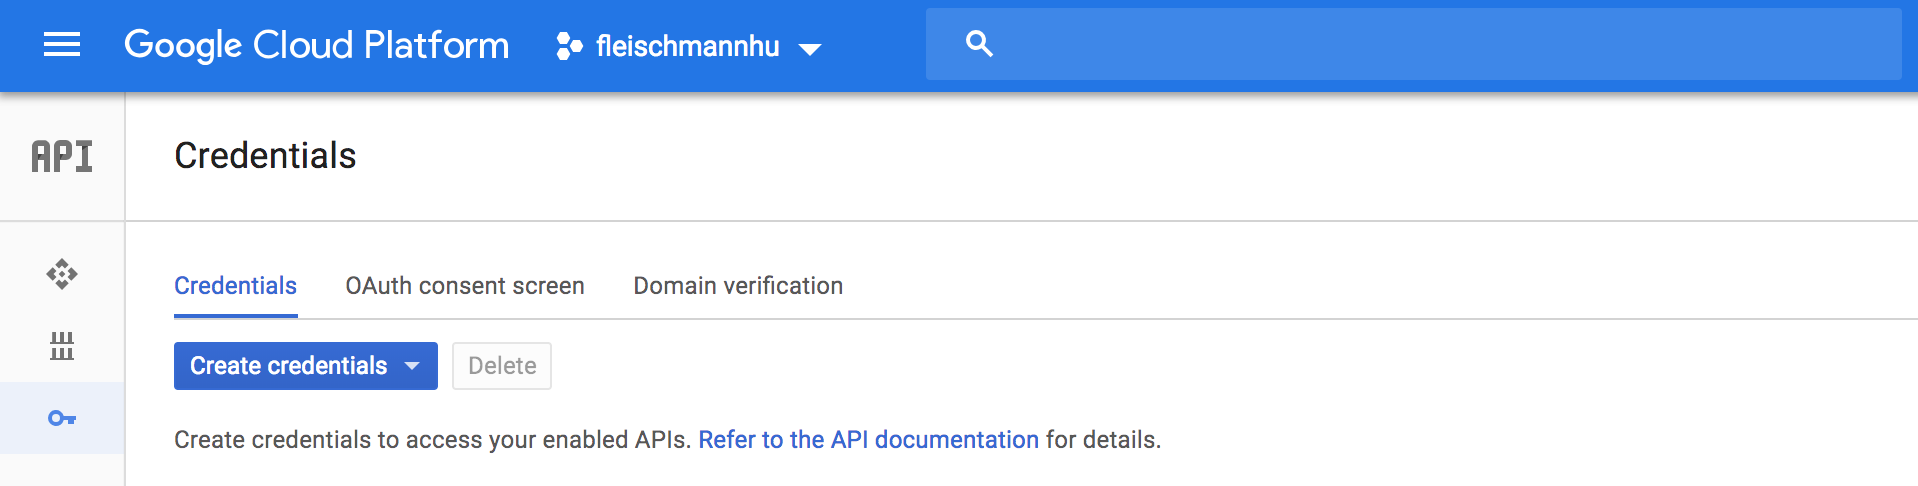 Google Cloud Platform fleischmannhu
API Credentials
Credentials OAuth consent screen Domain verification
Create credentials Delete
Create credentials to access your enabled APIs. Refer to the API documentation for details.